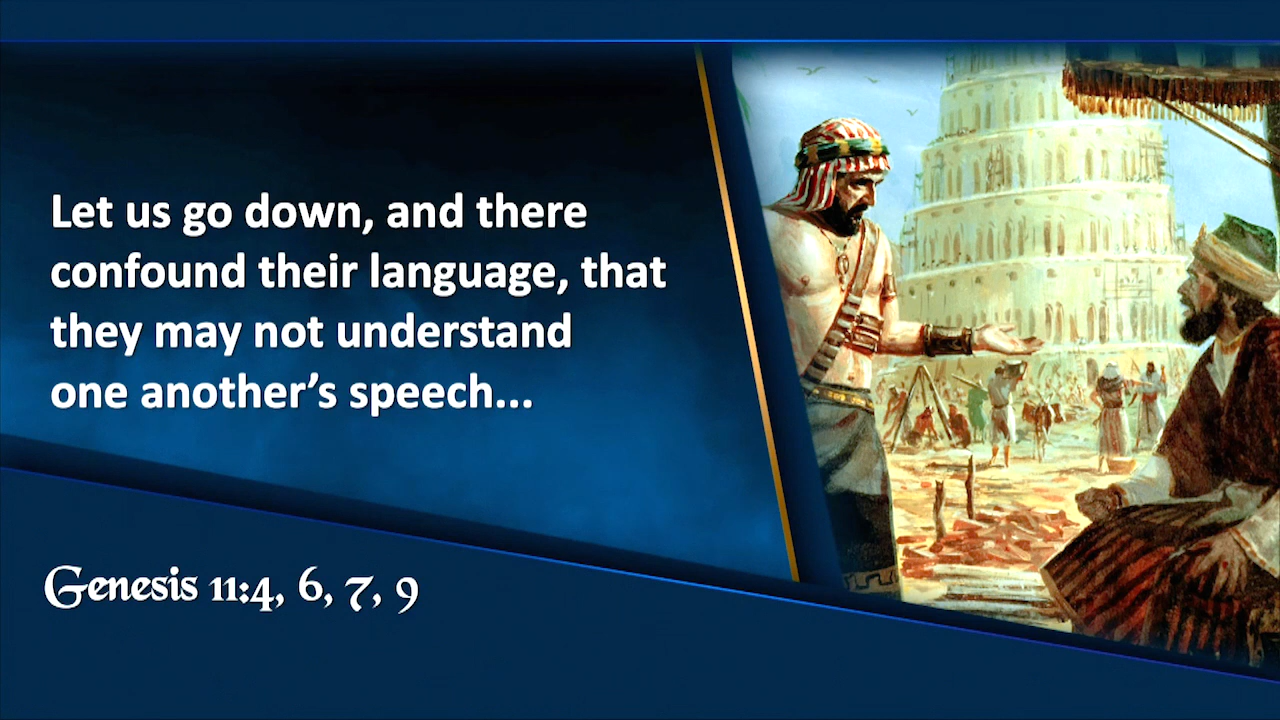 Let us go down, and there
confound their language, that
they may not understand
one another’s speech...
Genesis 11:4, 6, 7, 9